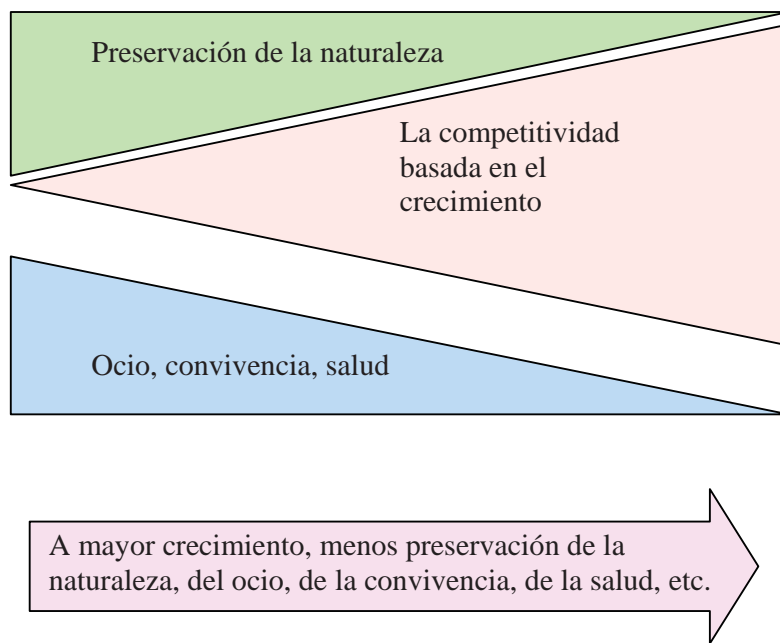 Preservación de la naturaleza
La competitividad
basada en el
crecimiento
Ocio, convivencia, salud
A mayor crecimiento, menos preservación de la
naturaleza, del ocio, de la convivencia, de la salud, etc.